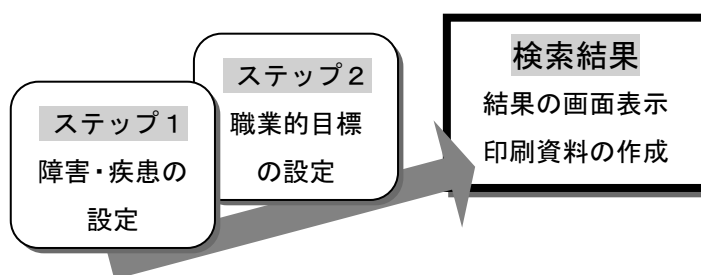 ステップ１
障害・疾患の
設定
ステップ２
職業的目標
の設定
検索結果
結果の画面表示
印刷資料の作成